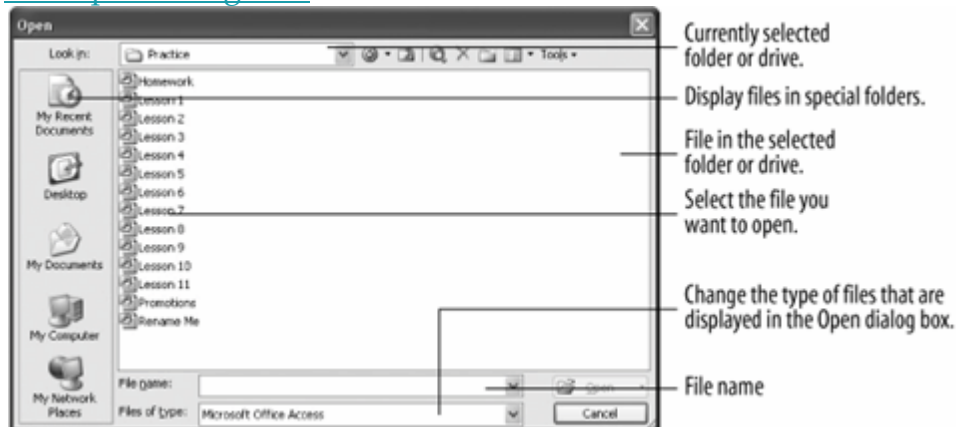 Open
Look in:
Practice
Tools
My Recent
Documents
Desktop
My Documents
My Computer
My Network
Places
Homework
Lesson 1
Lesson 2
Lesson 3
Lesson 4
Lesson 5
Lesson 6
Lesson 7
Lesson 8
Lesson 9
Lesson 10
Lesson 11
Promotions
Rename Me
File name:
Open
Files of type:
Microsoft Office Access
Cancel
Currently selected
folder or drive.
Display files in special folders.
File in the selected
folder or drive.
Select the file you
want to open.
Change the type of files that are
displayed in the Open dialog box.
File name